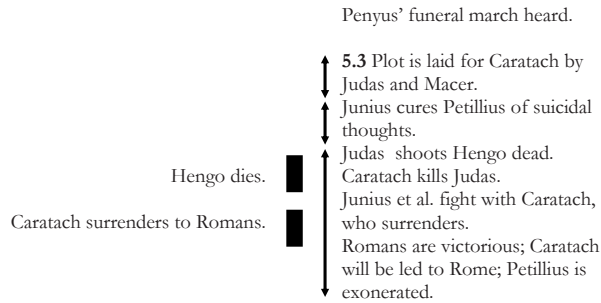 Penyus’ funeral march heard.
5.3 Plot is laid for Caratach by
Judas and Macer.
Junius cures Petillius of suicidal
thoughts.
Judas shoots Hengo dead.
Hengo dies.
Caratach kills Judas.
Junius et al. fight with Caratach,
Caratach surrenders to Romans.
who surrenders.
Romans are victorious; Caratach
will be led to Rome; Petillius is
exonerated.